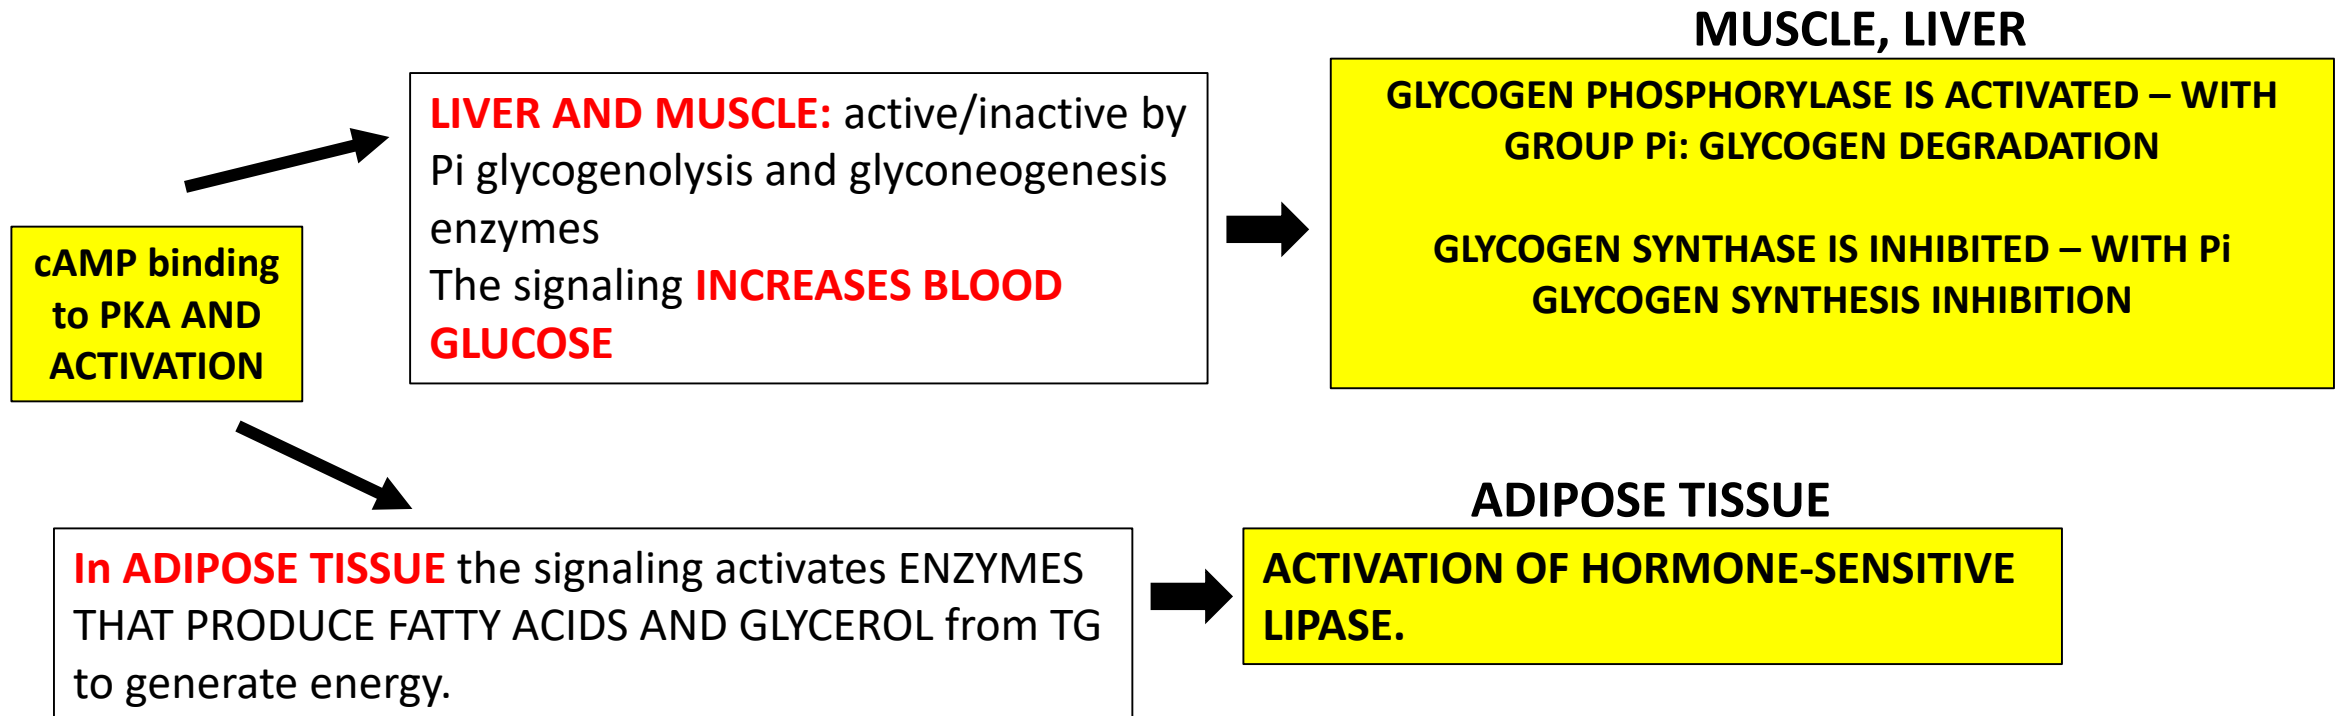 MUSCLE, LIVER
LIVER AND MUSCLE: active/inactive by
Pi glycogenolysis and glyconeogenesis
enzymes
The signaling INCREASES BLOOD
GLUCOSE
GLYCOGEN PHOSPHORYLASE IS ACTIVATED – WITH
GROUP Pi: GLYCOGEN DEGRADATION
GLYCOGEN SYNTHASE IS INHIBITED – WITH Pi
GLYCOGEN SYNTHESIS INHIBITION
cAMP binding
to PKA AND
ACTIVATION
ADIPOSE TISSUE
In ADIPOSE TISSUE the signaling activates ENZYMES
THAT PRODUCE FATTY ACIDS AND GLYCEROL from TG
to generate energy.
ACTIVATION OF HORMONE-SENSITIVE
LIPASE.